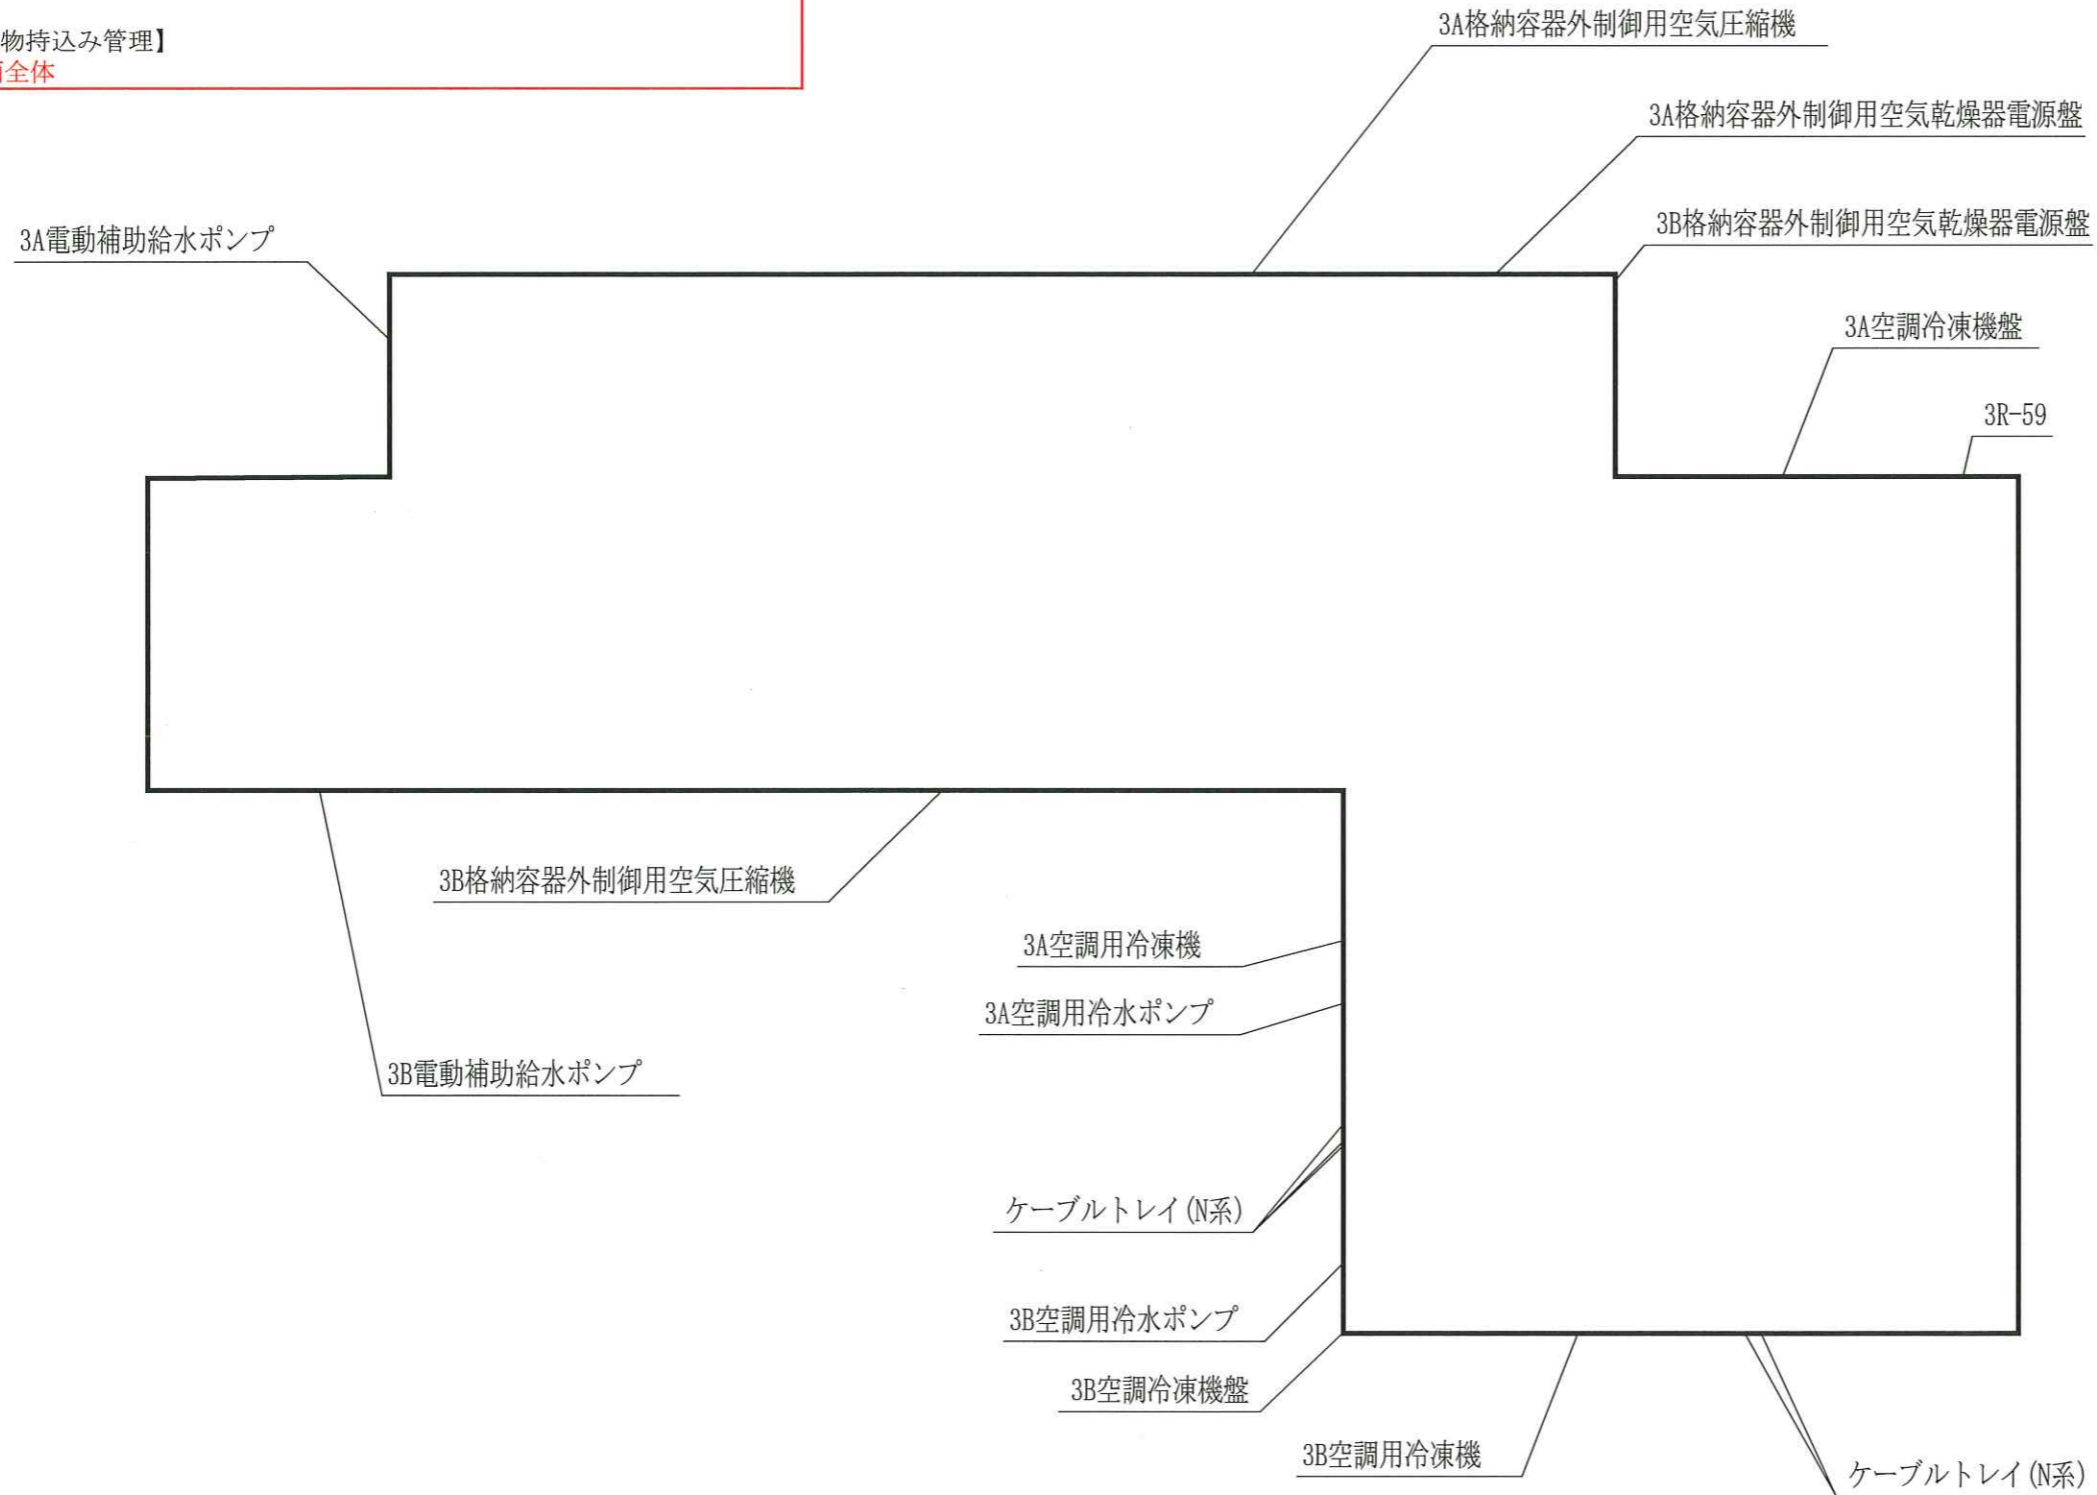 物持込み管理】
全体
3A格納容器外制御用空気圧縮機
3A格納容器外制御用空気乾燥器電源盤
3B格納容器外制御用空気乾燥器電源盤
3A電動補助給水ポンプ
3A空調冷凍機盤
3R-59
3B格納容器外制御用空気圧縮機
3A空調用冷凍機
3A空調用冷水ポンプ
3B電動補助給水ポンプ
ケーブルトレイ(N系)
3B空調用冷水ポンプ
3B空調冷凍機盤
3B空調用冷凍機
ケーブルトレイ(N系)